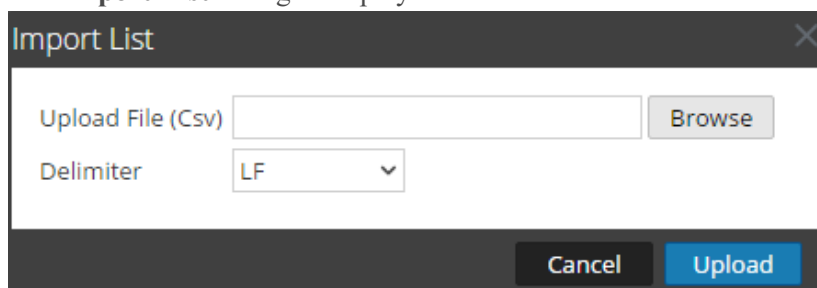 Import List
Upload File (Csv) Browse
Delimiter LF
Cancel Upload